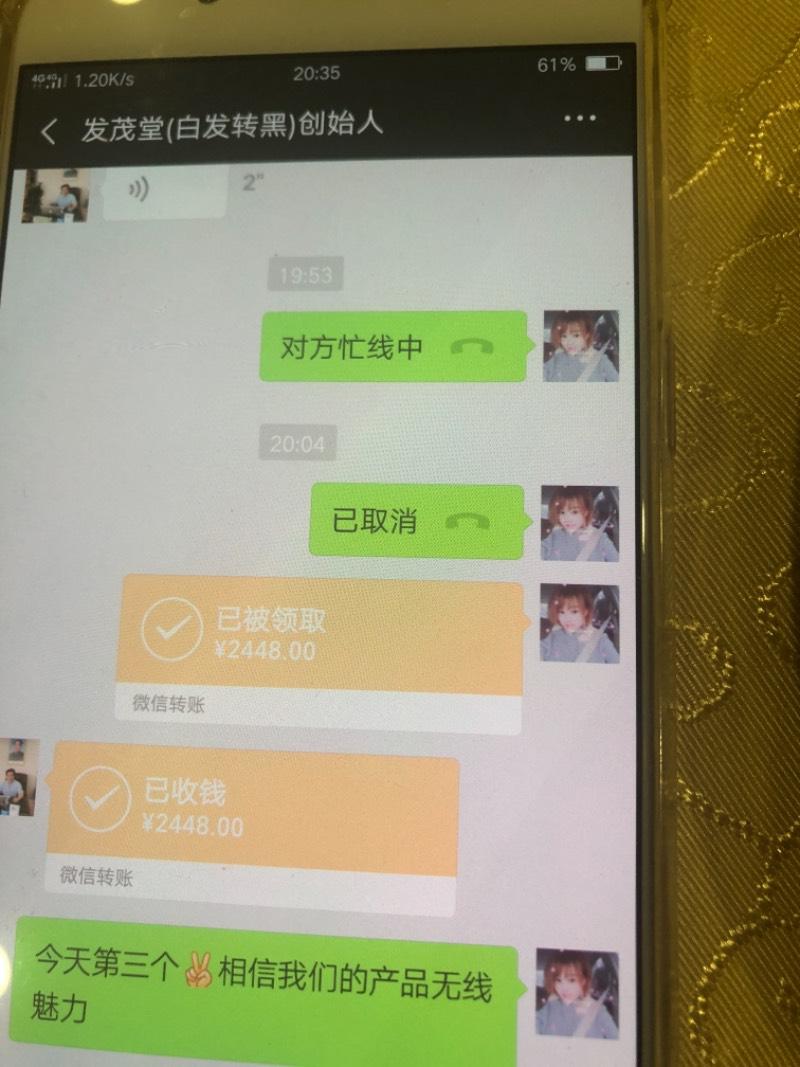 4G 4G 1.20K/s 20:35 61%
发茂堂(白发转黑)创始人
2"
19:53
对方忙线中
20:04
已取消
已被领取
¥2448.00
微信转账
已收钱
¥2448.00
微信转账
今天第三个✌相信我们的产品无线
魅力